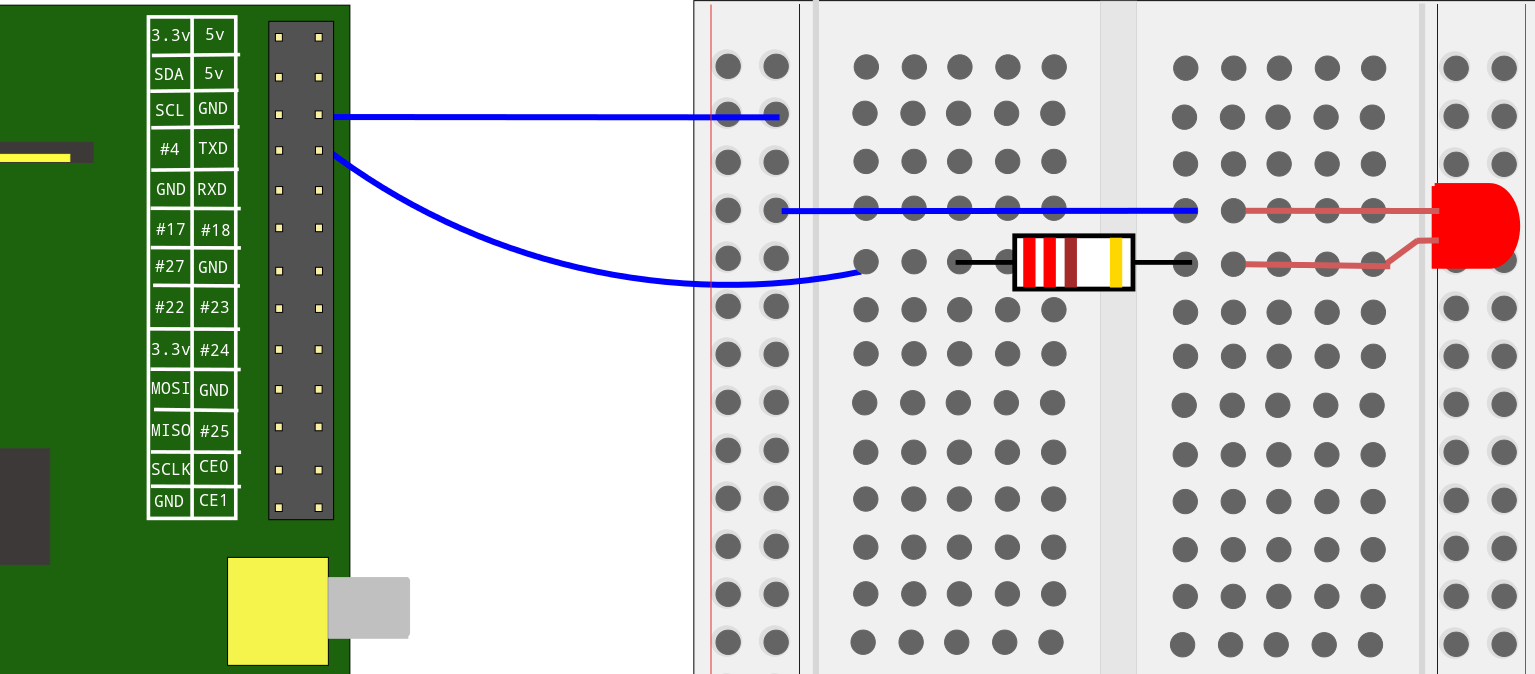 3.3v 5v
SDA 5v
SCL GND
#4 TXD
GND RXD
#17 #18
#27 GND
#22 #23
3.3v #24
MOSI GND
MISO #25
SCLK CE0
GND CE1